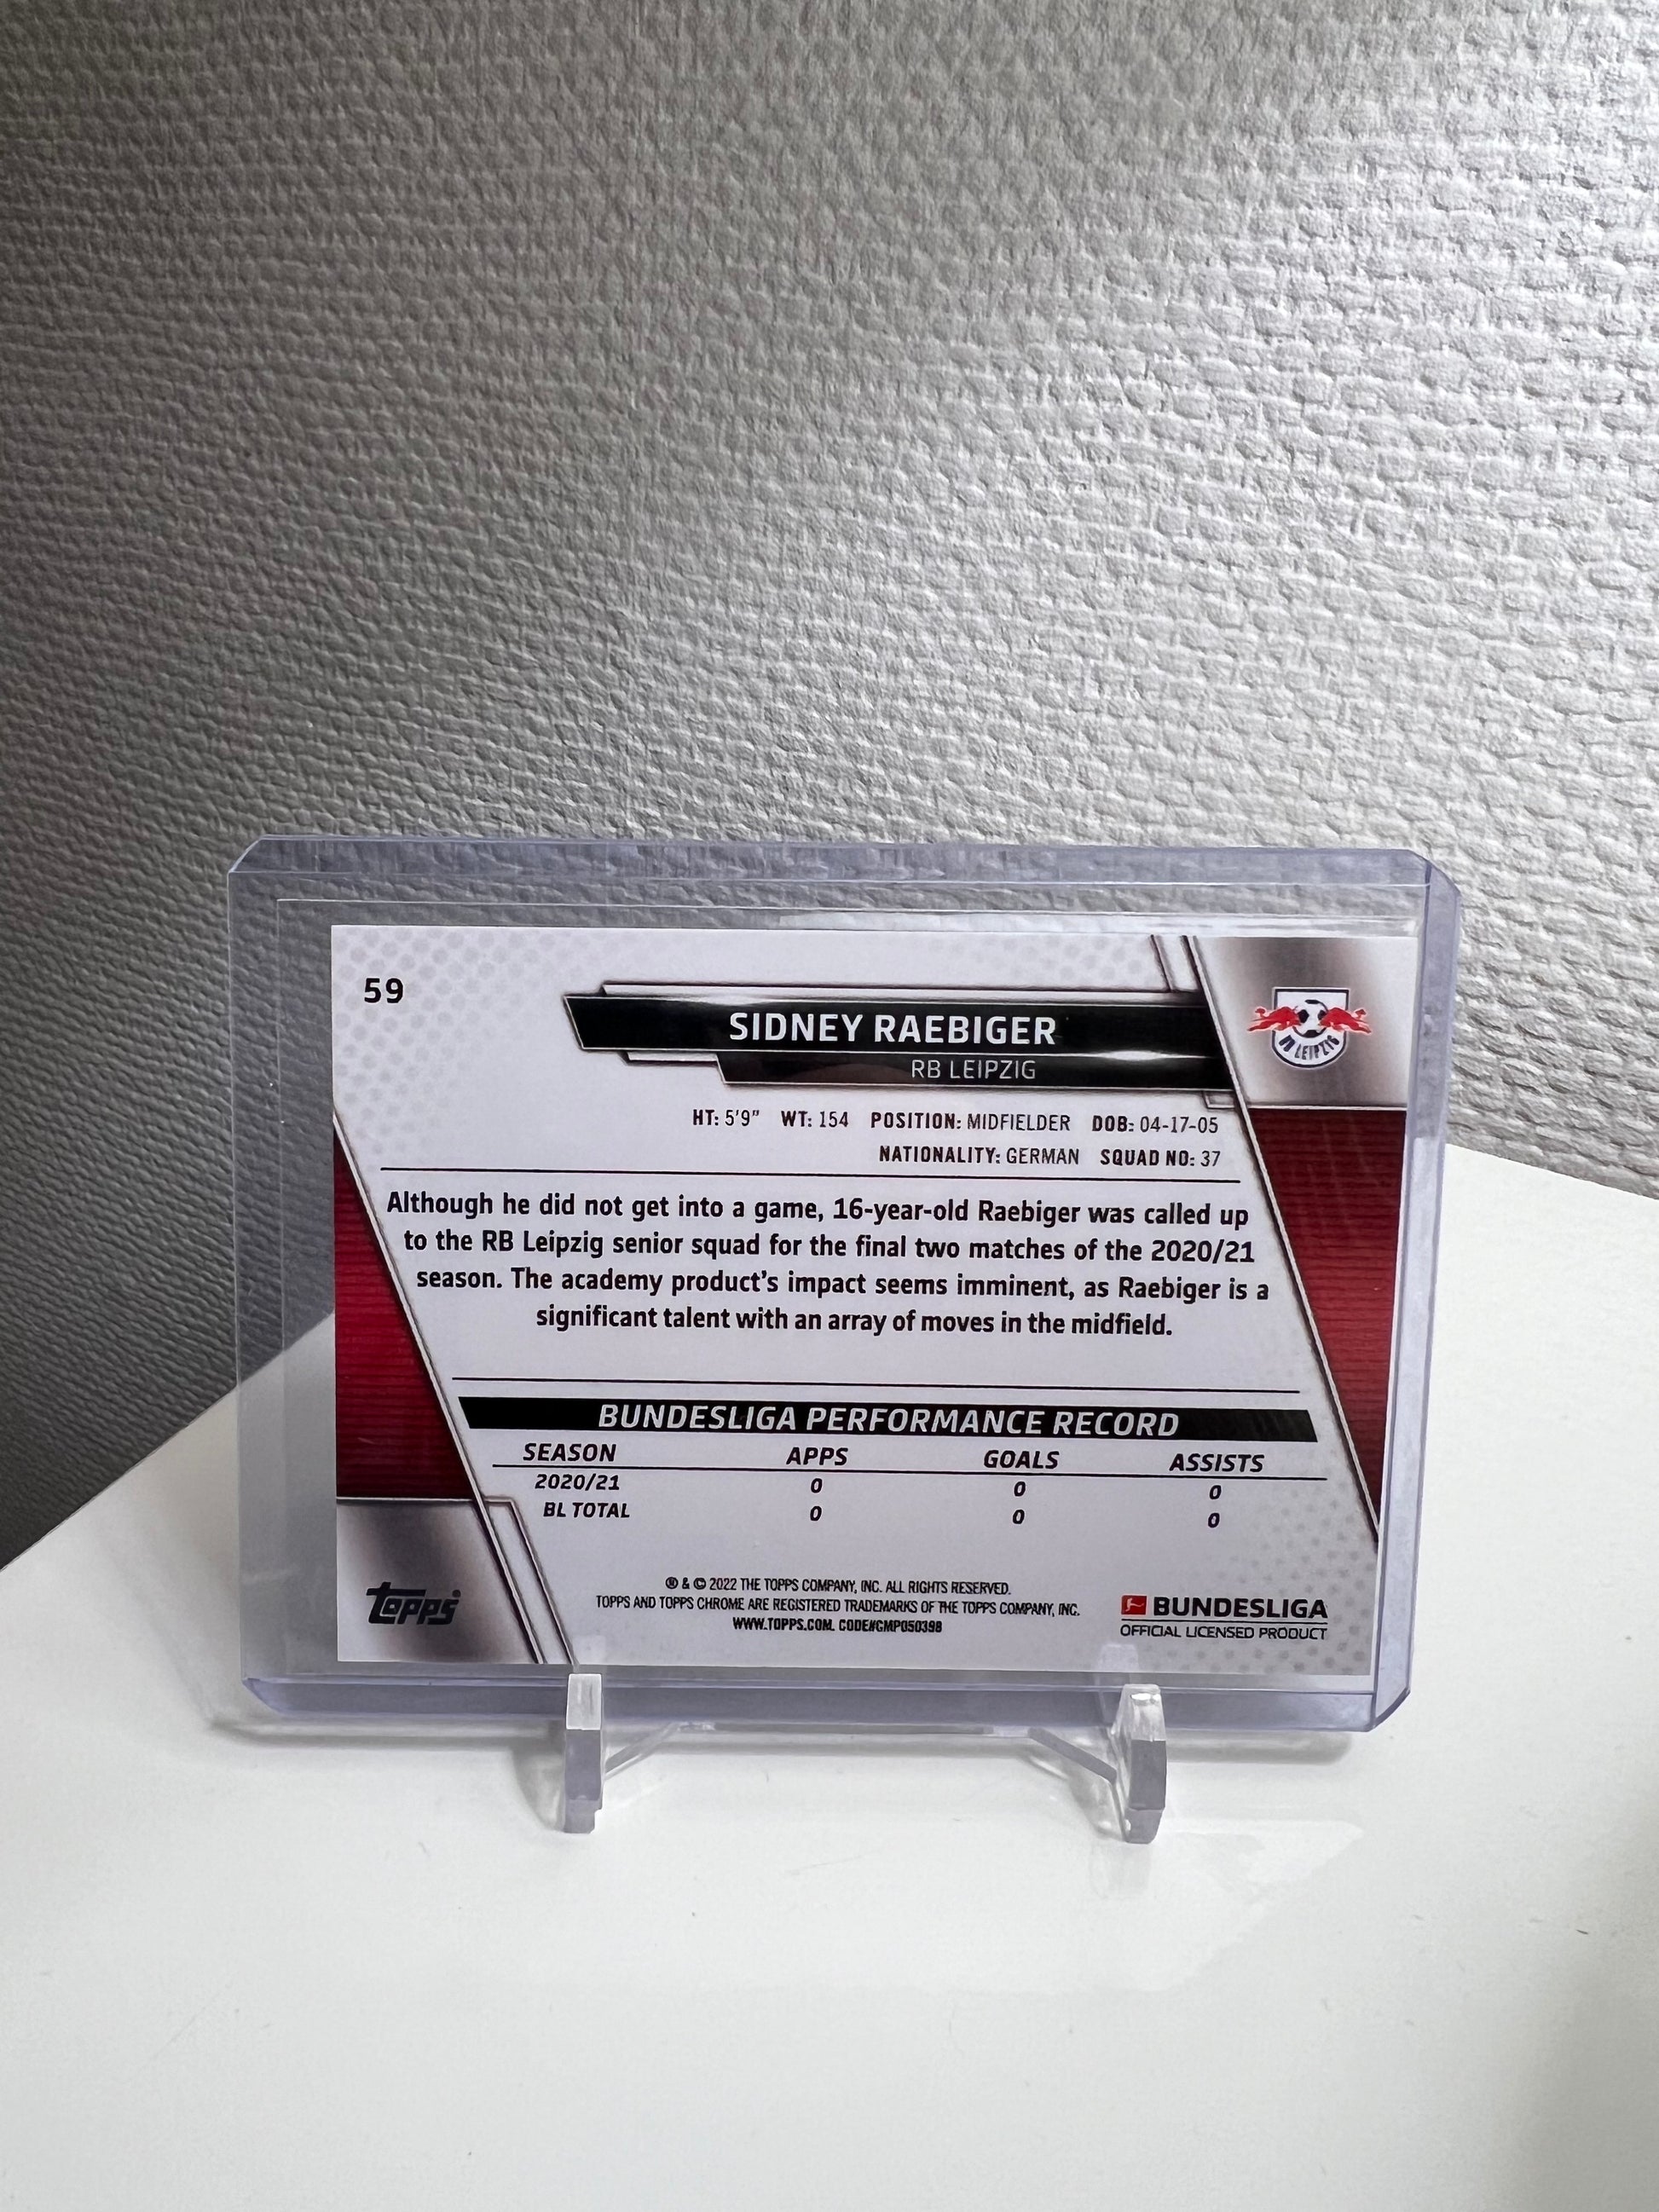 59
SIDNEY RAEBIGER
RB LEIPZIG
RB LEIPZIG
HT: 5'9" WT: 154 POSITION: MIDFIELDER DOB: 04-17-05
NATIONALITY: GERMAN SQUAD NO: 37
Although he did not get into a game, 16-year-old Raebiger was called up
to the RB Leipzig senior squad for the final two matches of the 2020/21
season. The academy product's impact seems imminent, as Raebiger is a
significant talent with an array of moves in the midfield.
BUNDESLIGA PERFORMANCE RECORD
SEASON APPS GOALS ASSISTS
2020/21 0 0 0
BL TOTAL 0 0 0
® & © 2022 THE TOPPS COMPANY, INC. ALL RIGHTS RESERVED.
TOPPS AND TOPPS CHROME ARE REGISTERED TRADEMARKS OF THE TOPPS COMPANY, INC.
WWW.TOPPS.COM. CODE#CMP050398
Topps®
BUNDESLIGA
OFFICIAL LICENSED PRODUCT